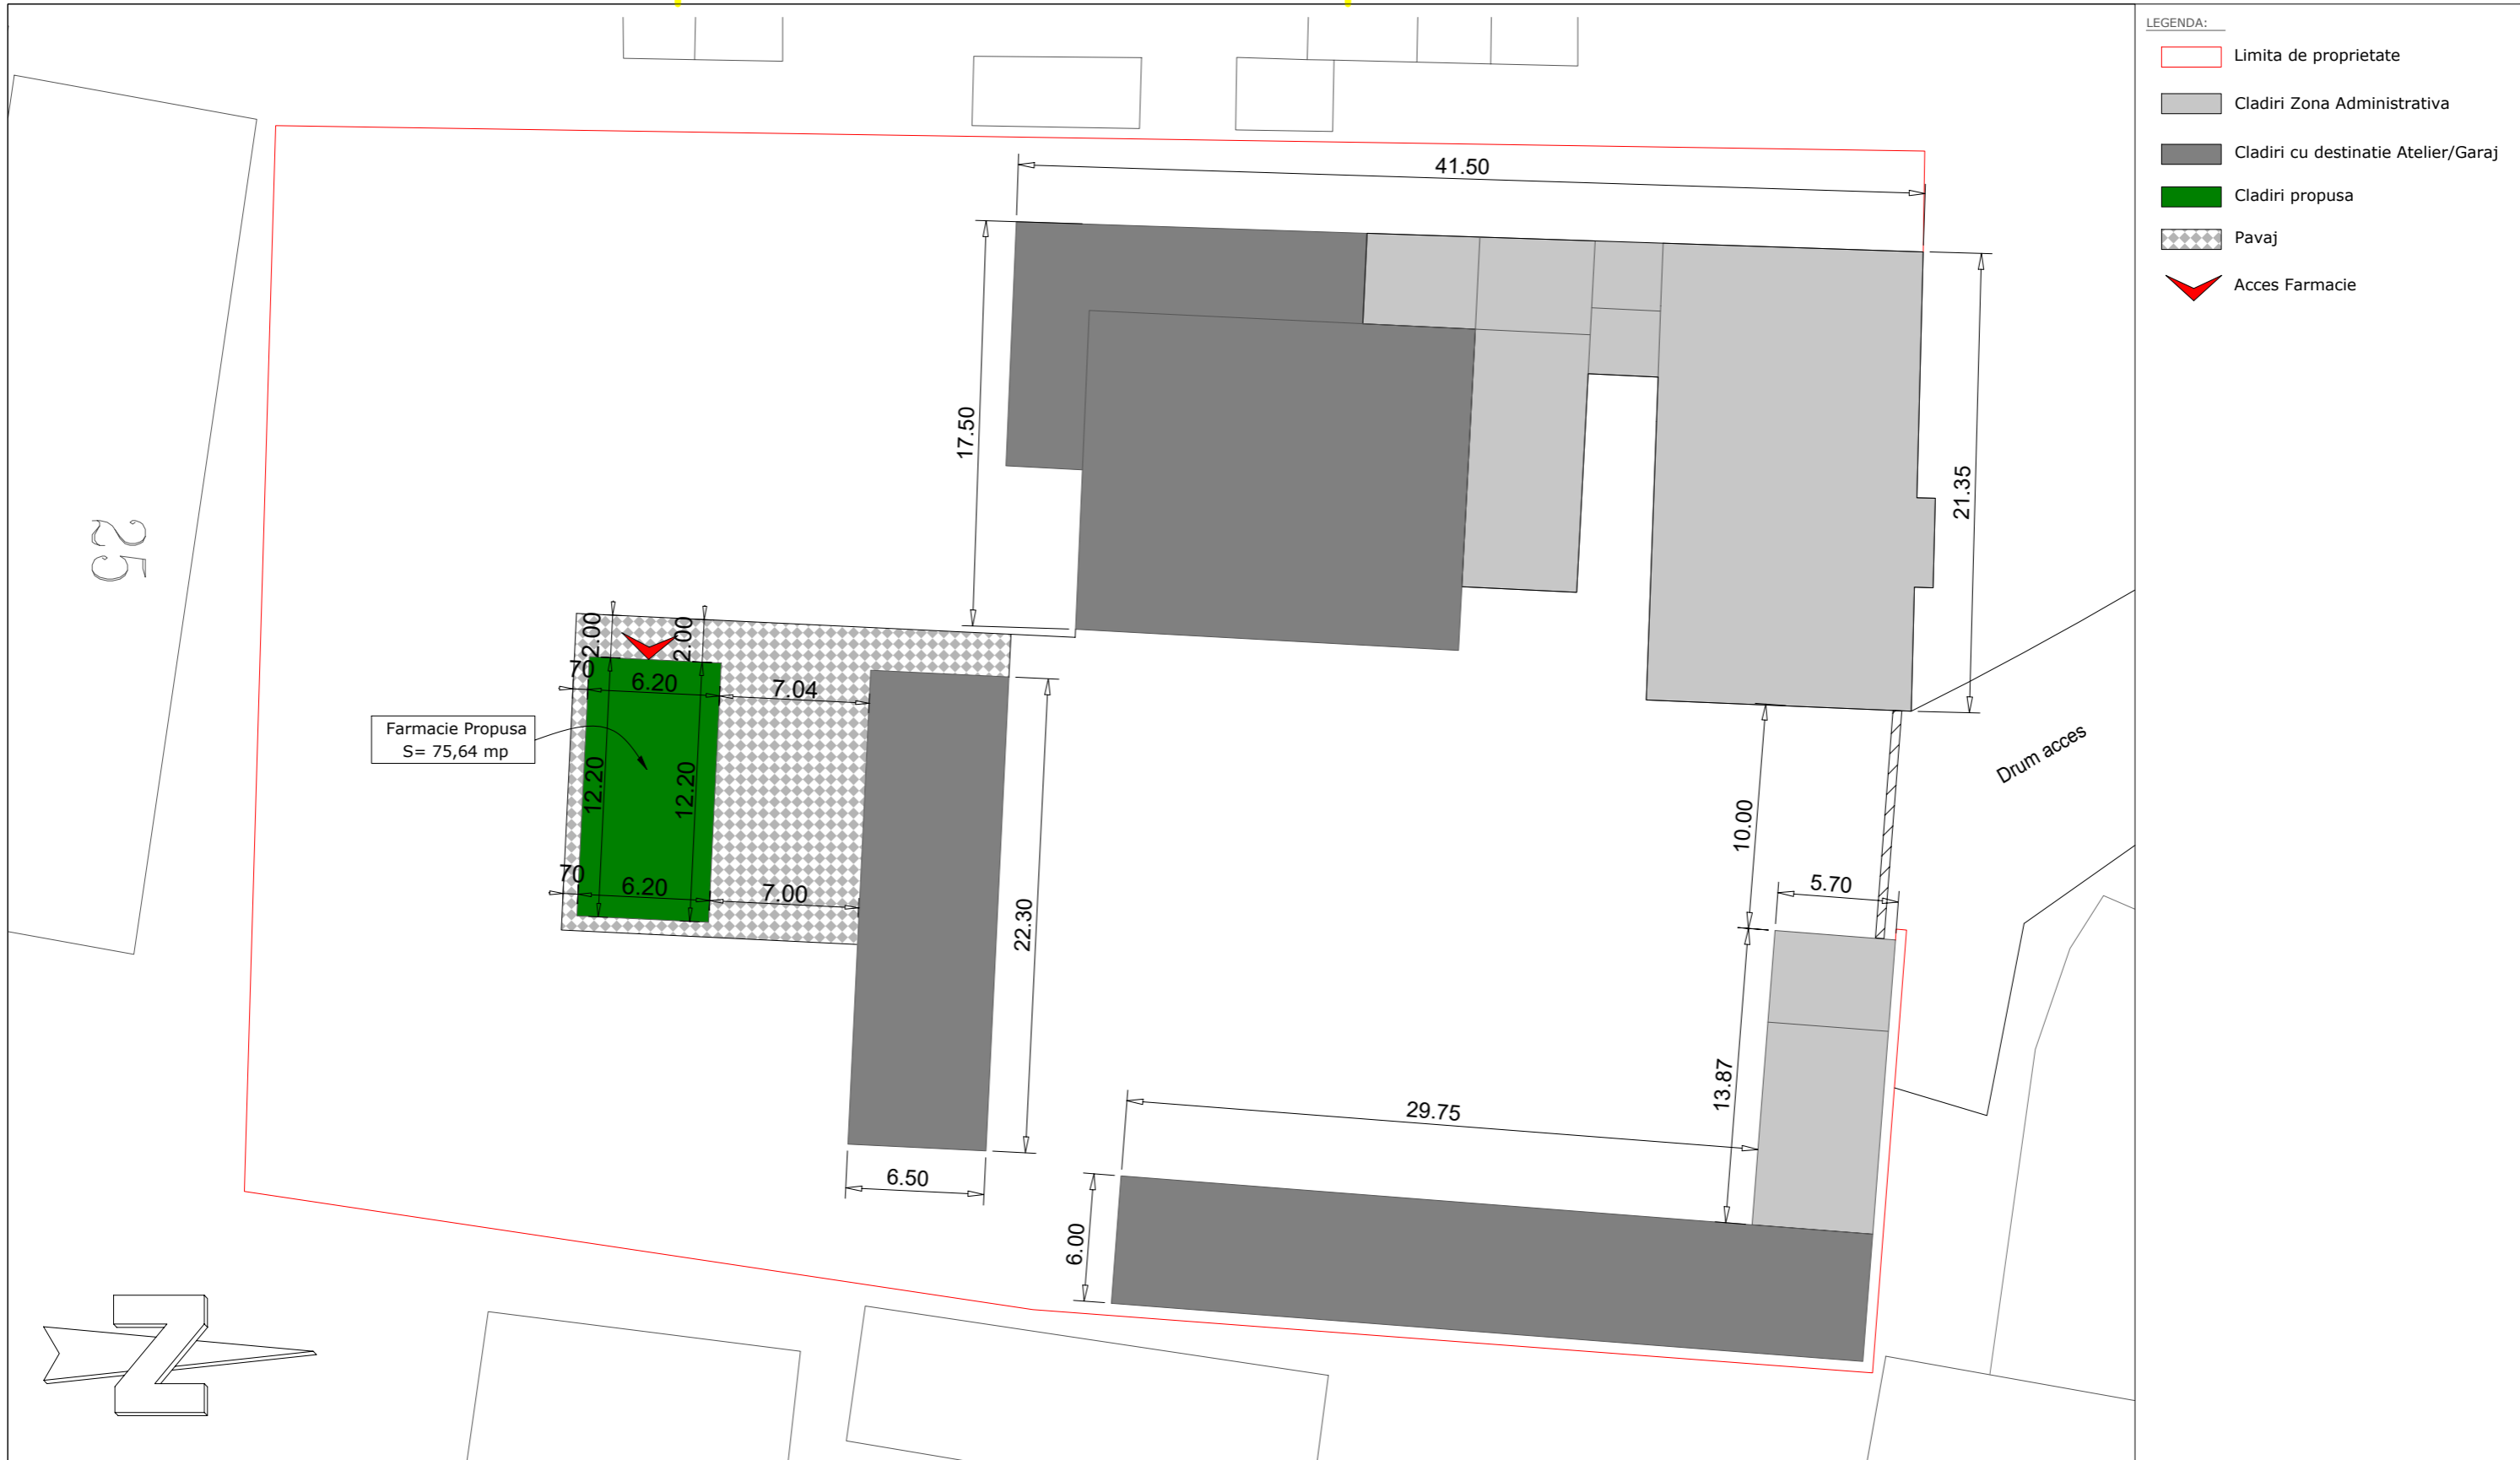 LEGENDA:
Limita de proprietate
Cladiri Zona Administrativa
Cladiri cu destinatie Atelier/Garaj
Cladiri propusa
Pavaj
Acces Farmacie
41.50
17.50
21.35
25
2.00
2.00
70
6.20
7.04
Farmacie Propusa
S= 75,64 mp
12.20
12.20
70
6.20
7.00
22.30
6.50
10.00
Drum acces
5.70
13.87
29.75
6.00
Z